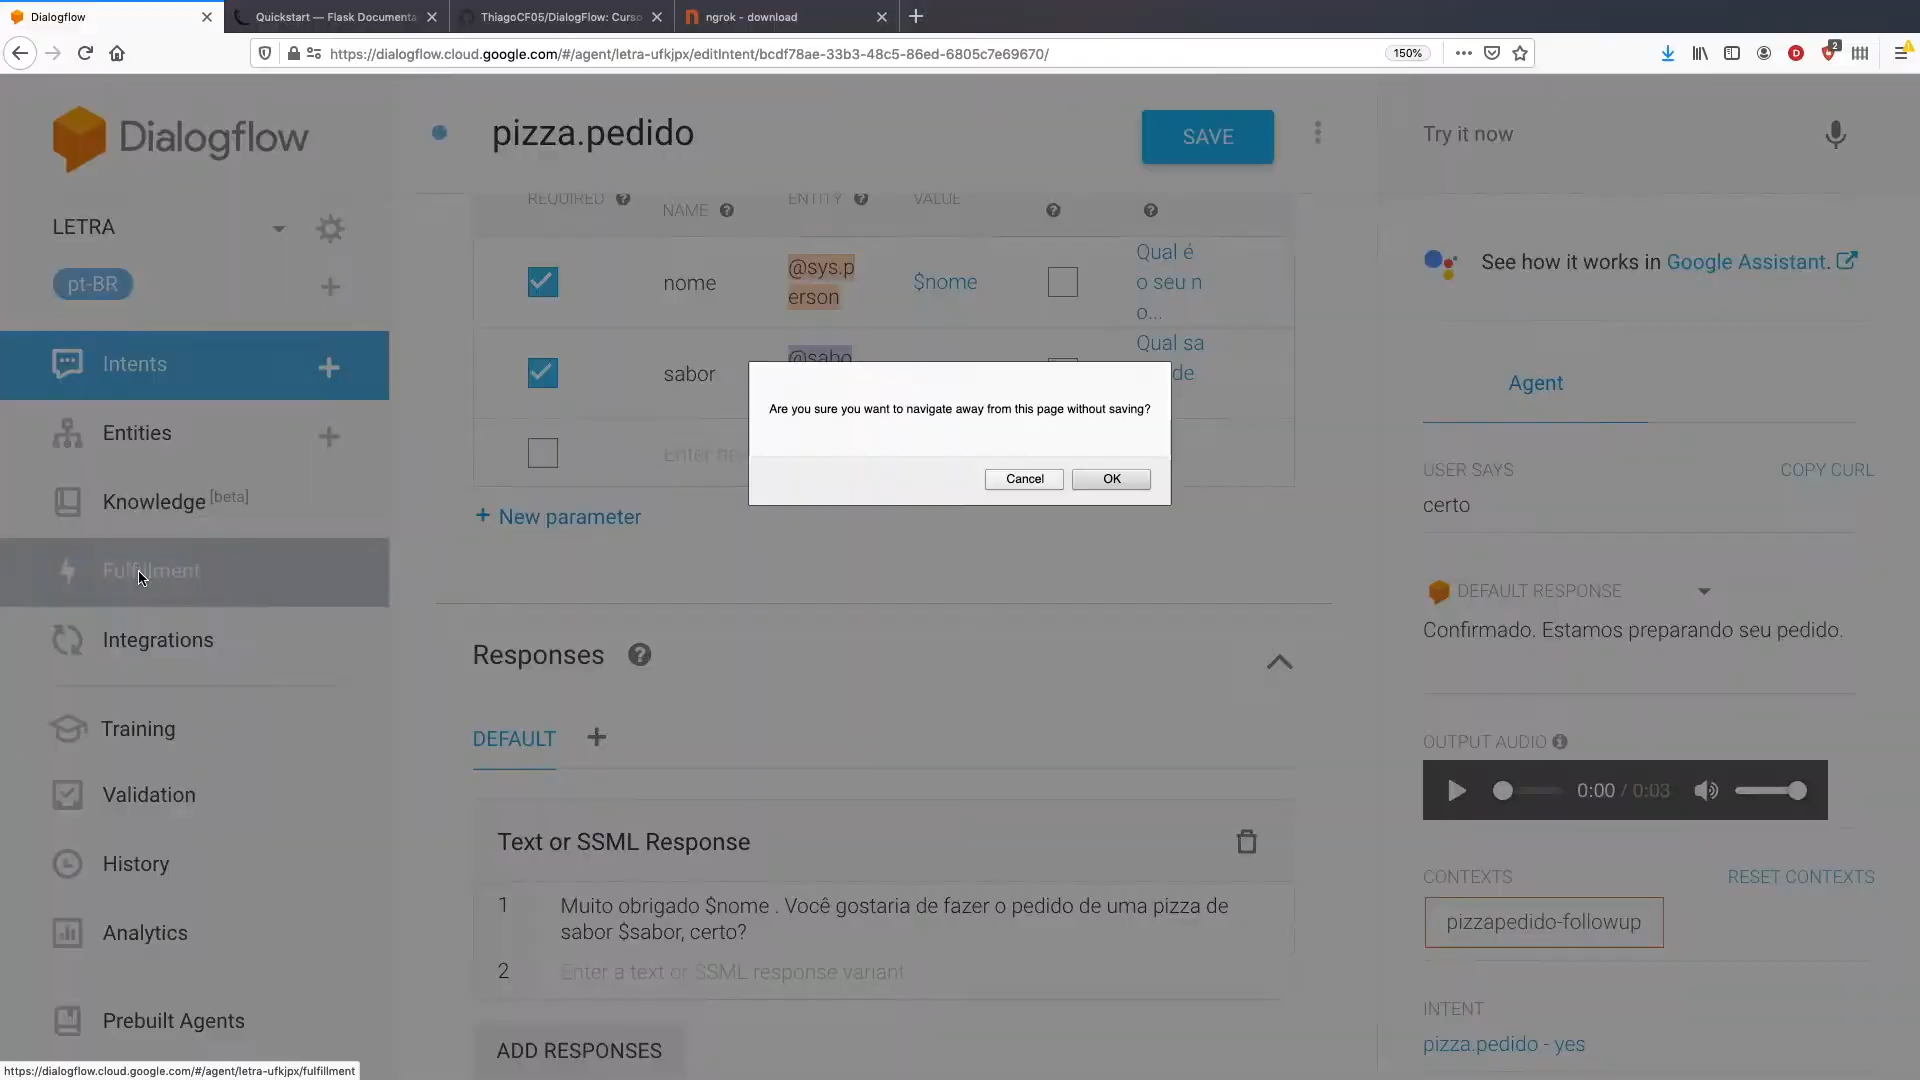 Dialogflow
Quickstart — Flask Documenta
ThiagoCF05/DialogFlow: Curso
ngrok - download
https://dialogflow.cloud.google.com/#/agent/letra-ufkjpx/editIntent/bcdf78ae-33b3-48c5-86ed-6805c7e69670/
150%
2
Dialogflow
pizza.pedido
SAVE
Try it now
LETRA
pt-BR
Intents
Entities
Knowledge [beta]
Fulfillment
Integrations
Training
Validation
History
Analytics
Prebuilt Agents
REQUIRED
NAME
ENTITY
VALUE
nome
@sys.p
erson
$nome
Qual é
o seu n
o...
sabor
@sabo
Qual sa
de
Are you sure you want to navigate away from this page without saving?
Cancel
OK
+ New parameter
Responses
DEFAULT
Text or SSML Response
1
Muito obrigado $nome . Você gostaria de fazer o pedido de uma pizza de
sabor $sabor, certo?
2
Enter a text or SSML response variant
ADD RESPONSES
See how it works in Google Assistant.
Agent
USER SAYS
COPY CURL
certo
DEFAULT RESPONSE
Confirmado. Estamos preparando seu pedido.
OUTPUT AUDIO
0:00 / 0:03
CONTEXTS
RESET CONTEXTS
pizzapedido-followup
INTENT
pizza.pedido - yes
https://dialogflow.cloud.google.com/#/agent/letra-ufkjpx/fulfillment